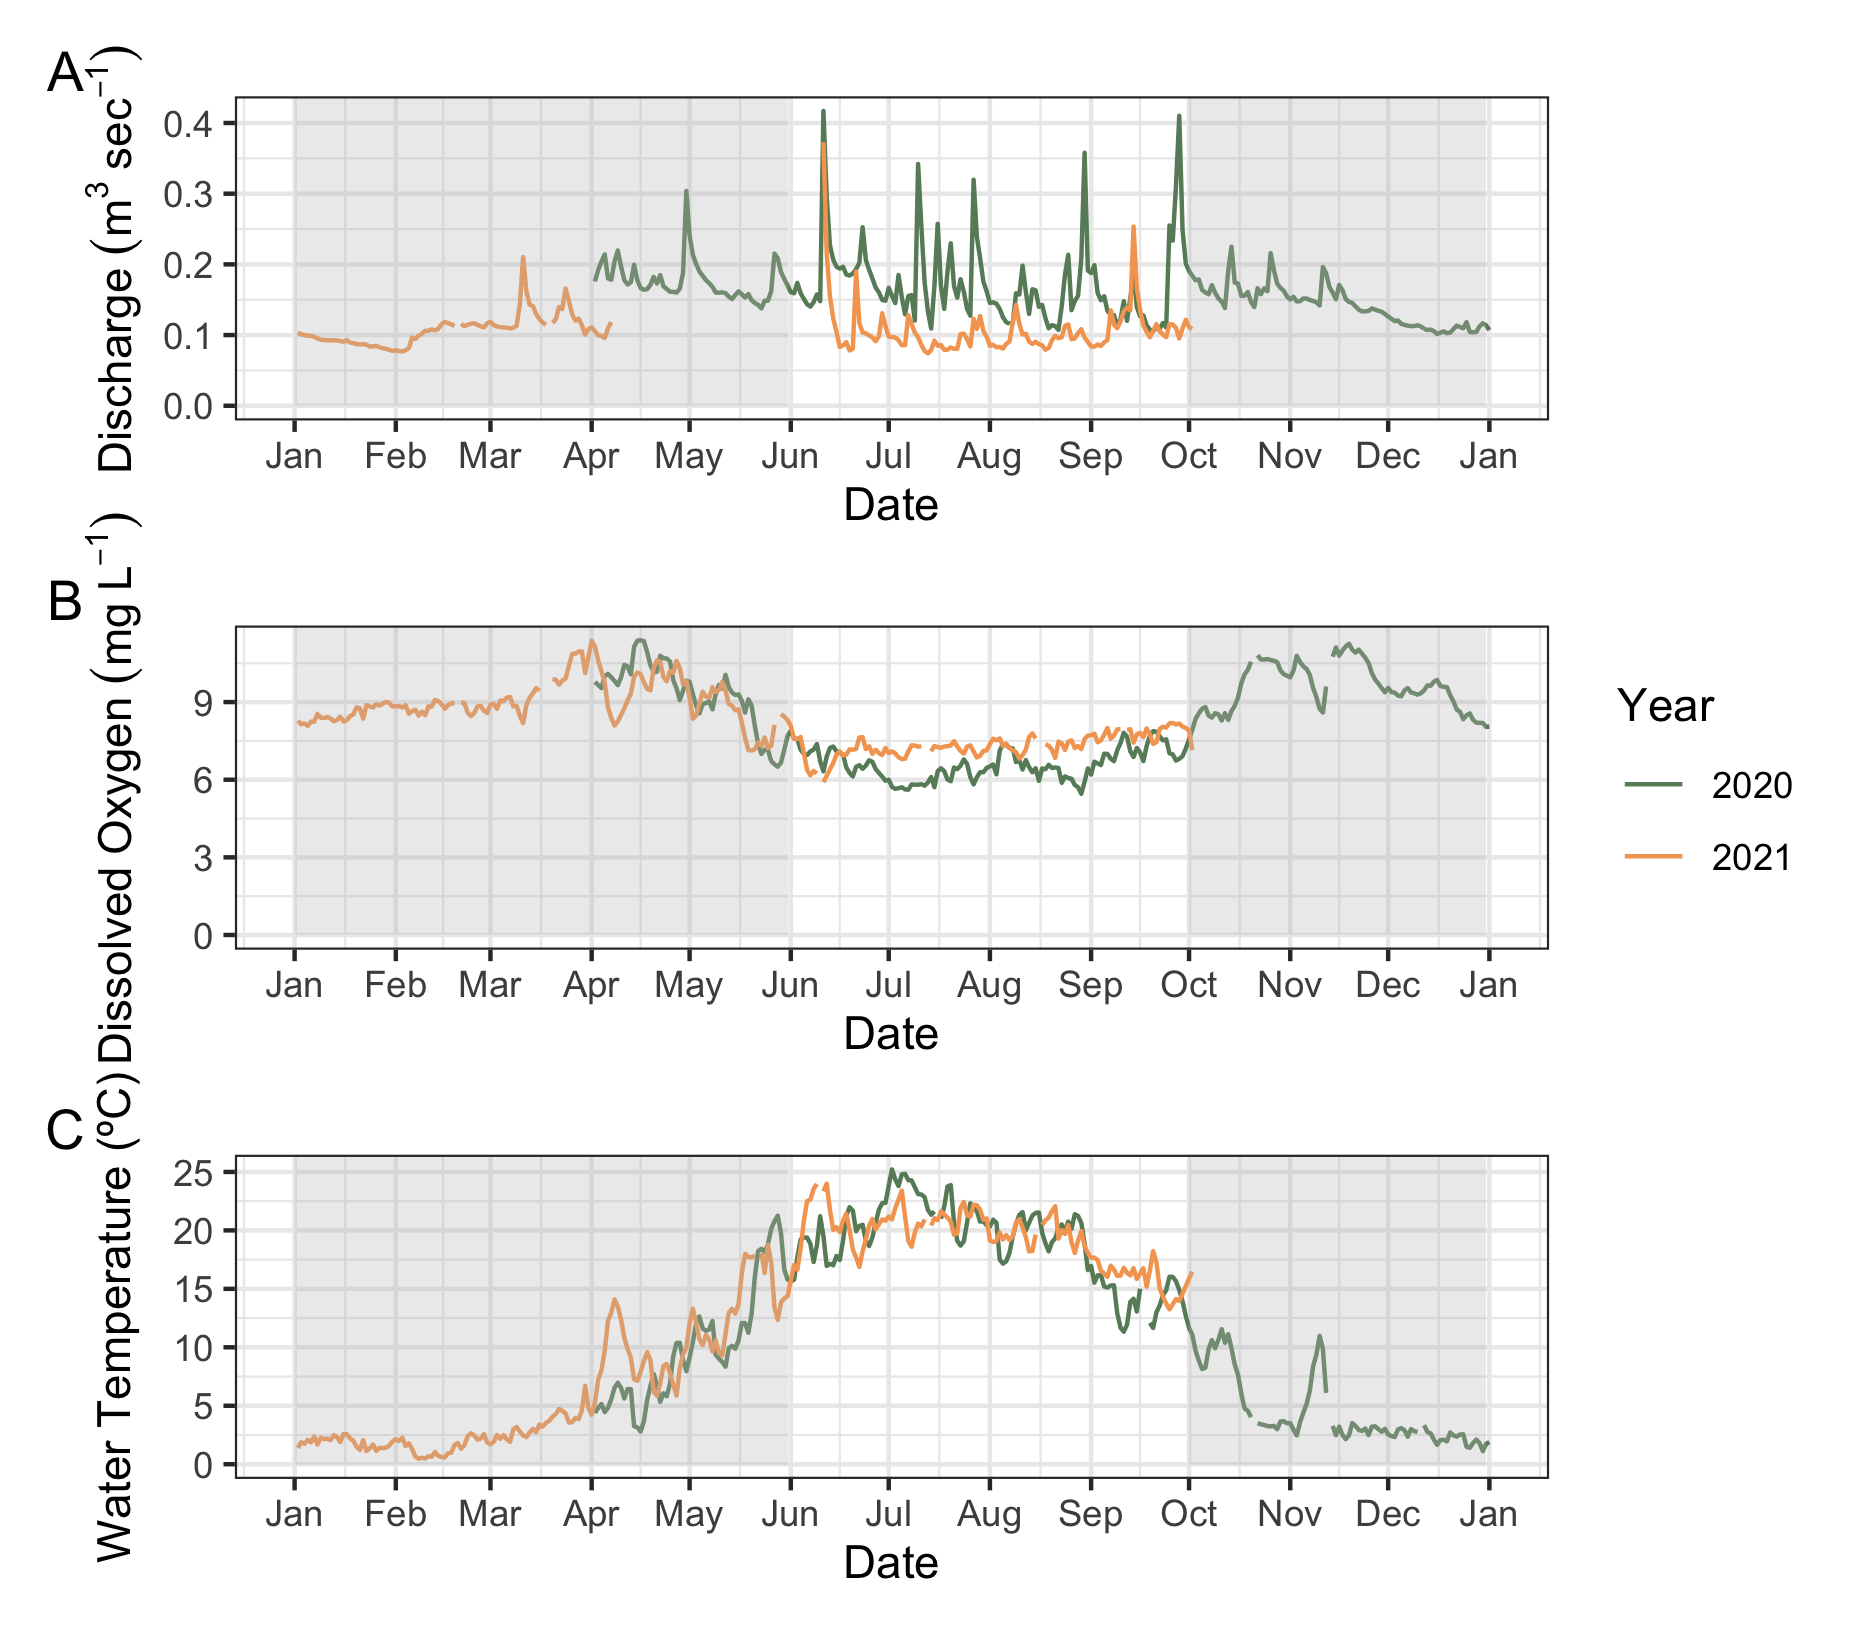 A
Discharge (m³ sec⁻¹)
0.4
0.3
0.2
0.1
0.0
Jan Feb Mar Apr May Jun Jul Aug Sep Oct Nov Dec Jan
Date
B
Dissolved Oxygen (mg L⁻¹)
9
6
3
0
Jan Feb Mar Apr May Jun Jul Aug Sep Oct Nov Dec Jan
Date
Year
2020
2021
C
Water Temperature (ºC)
25
20
15
10
5
0
Jan Feb Mar Apr May Jun Jul Aug Sep Oct Nov Dec Jan
Date